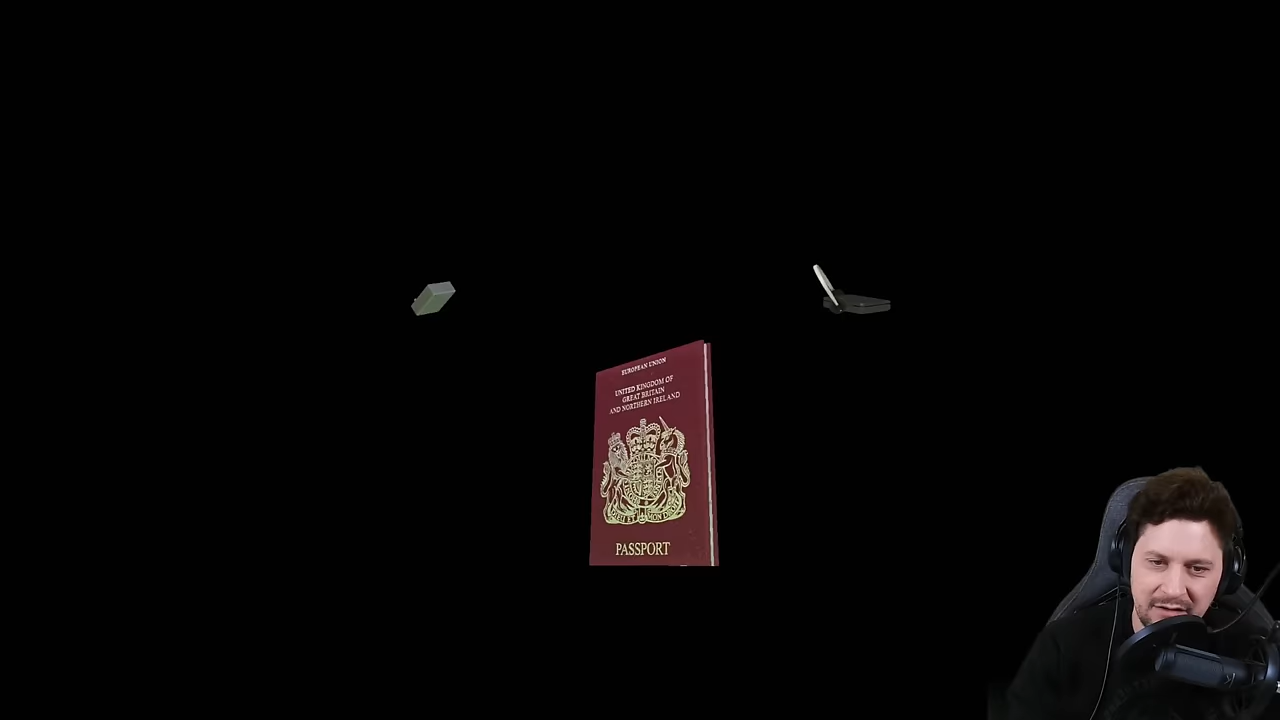 EUROPEAN UNION
UNITED KINGDOM OF
GREAT BRITAIN
AND NORTHERN IRELAND
PASSPORT